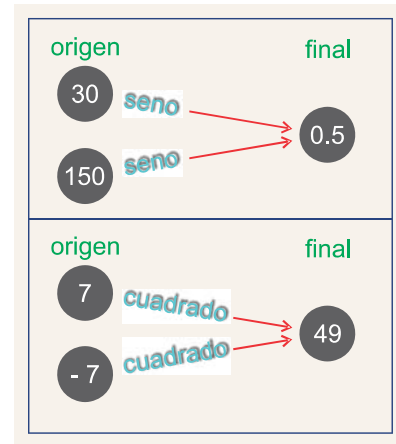 origen final
30 seno
0.5
150 seno
origen final
7 cuadrado
49
- 7 cuadrado